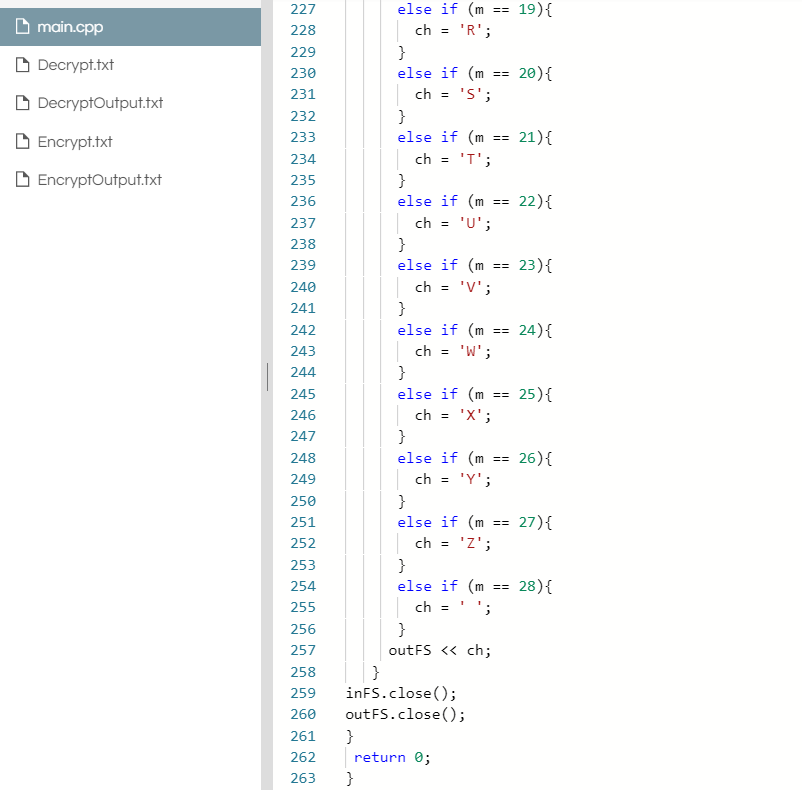 main.cpp
Decrypt.txt
DecryptOutput.txt
Encrypt.txt
EncryptOutput.txt
227 else if (m == 19){
228 ch = 'R';
229 }
230 else if (m == 20){
231 ch = 'S';
232 }
233 else if (m == 21){
234 ch = 'T';
235 }
236 else if (m == 22){
237 ch = 'U';
238 }
239 else if (m == 23){
240 ch = 'V';
241 }
242 else if (m == 24){
243 ch = 'W';
244 }
245 else if (m == 25){
246 ch = 'X';
247 }
248 else if (m == 26){
249 ch = 'Y';
250 }
251 else if (m == 27){
252 ch = 'Z';
253 }
254 else if (m == 28){
255 ch = ' ';
256 }
257 outFS << ch;
258 }
259 inFS.close();
260 outFS.close();
261 }
262 return 0;
263 }